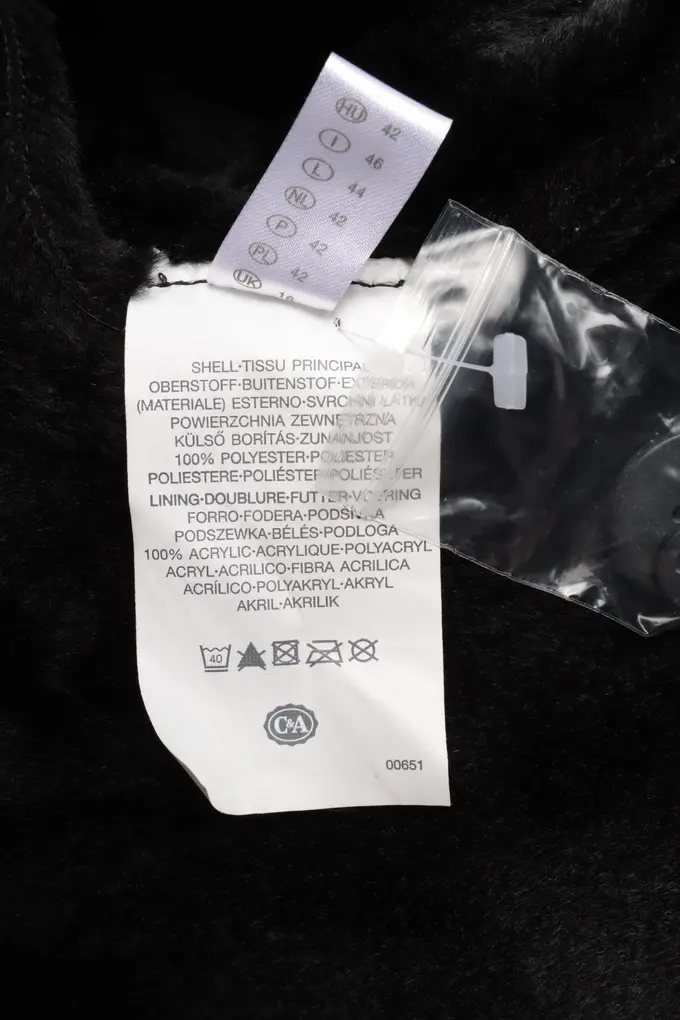 HU 42
I 46
L 44
NL 42
P 42
PL 42
UK
SHELL·TISSU PRINCIPAL
OBERSTOFF·BUITENSTOF·EXTERIOR
(MATERIALE) ESTERNO·SVRCHNÍ LÁTKA
POWIERZCHNIA ZEWNĘTRZNA
KÜLSŐ BORÍTÁS·ZUNANJOST
100% POLYESTER·POLIESTER
POLIESTERE·POLIÉSTER·POLIÉSZTER
LINING·DOUBLURE·FUTTER·VOERING
FORRO·FODERA·PODŠÍVKA
PODSZEWKA·BÉLÉS·PODLOGA
100% ACRYLIC·ACRYLIQUE·POLYACRYL
ACRYL·ACRILICO·FIBRA ACRILICA
ACRÍLICO·POLYAKRYL·AKRYL
AKRIL·AKRILIK
40
C&A
00651